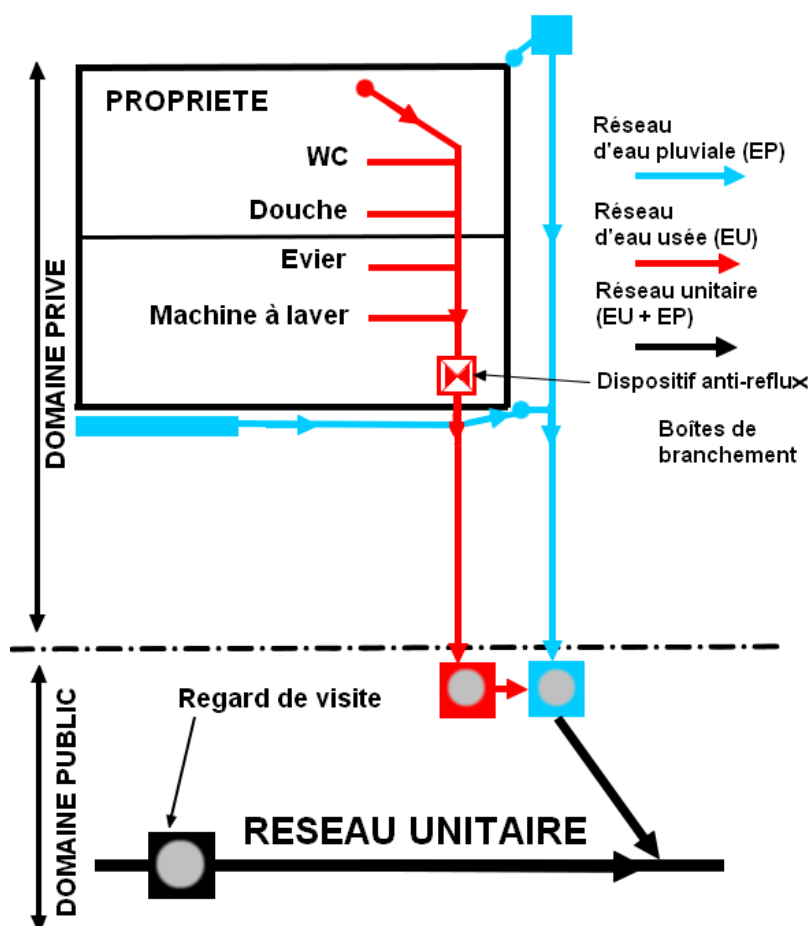 PROPRIETE
WC
Douche
Evier
Machine à laver
Réseau
d'eau pluviale (EP)
Réseau
d'eau usée (EU)
Réseau unitaire
(EU + EP)
Dispositif anti-reflux
Boîtes de
branchement
DOMAINE PRIVE
DOMAINE PUBLIC
Regard de visite
RESEAU UNITAIRE